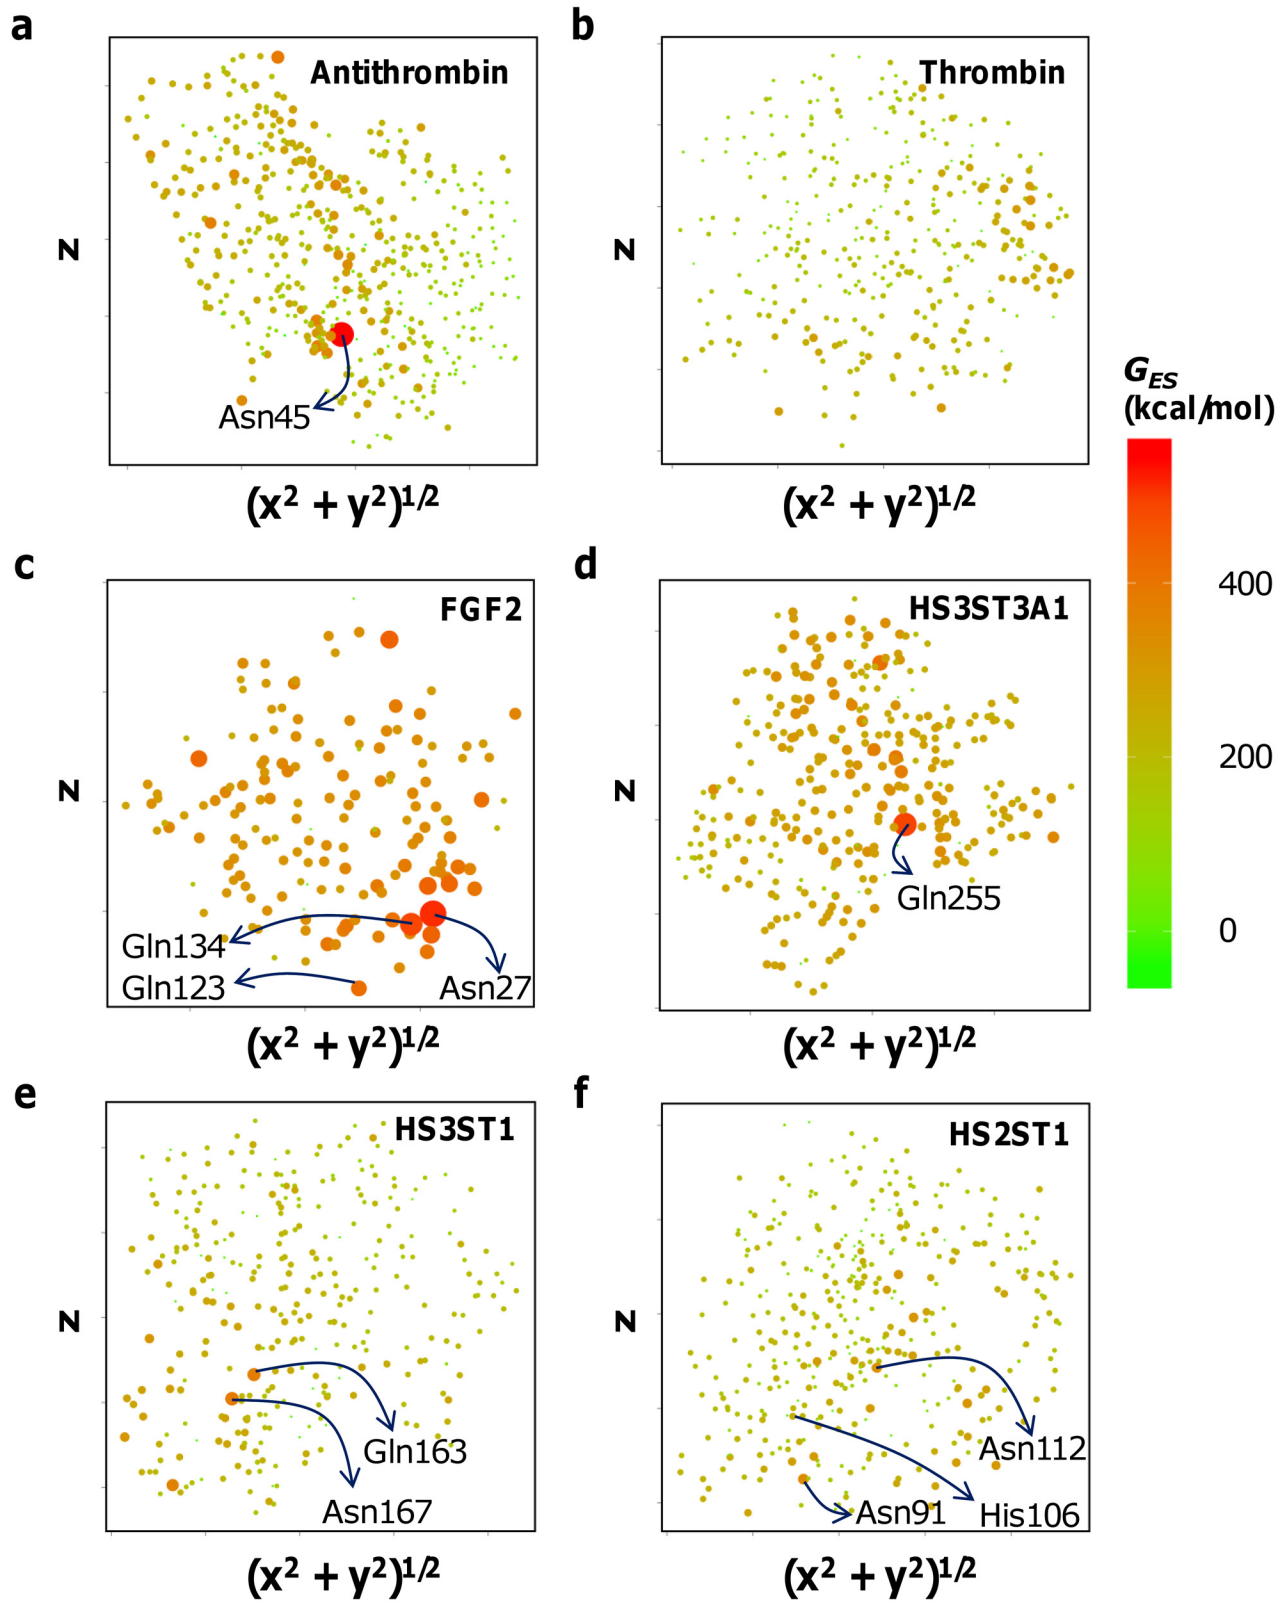 a
Antithrombin
N
Asn45
(x² + y²)¹/²
b
Thrombin
N
(x² + y²)¹/²
G_ES
(kcal/mol)
400
200
0
c
FGF2
N
Gln134
Gln123
Asn27
(x² + y²)¹/²
d
HS3ST3A1
N
Gln255
(x² + y²)¹/²
e
HS3ST1
N
Gln163
Asn167
(x² + y²)¹/²
f
HS2ST1
N
Asn112
Asn91
His106
(x² + y²)¹/²